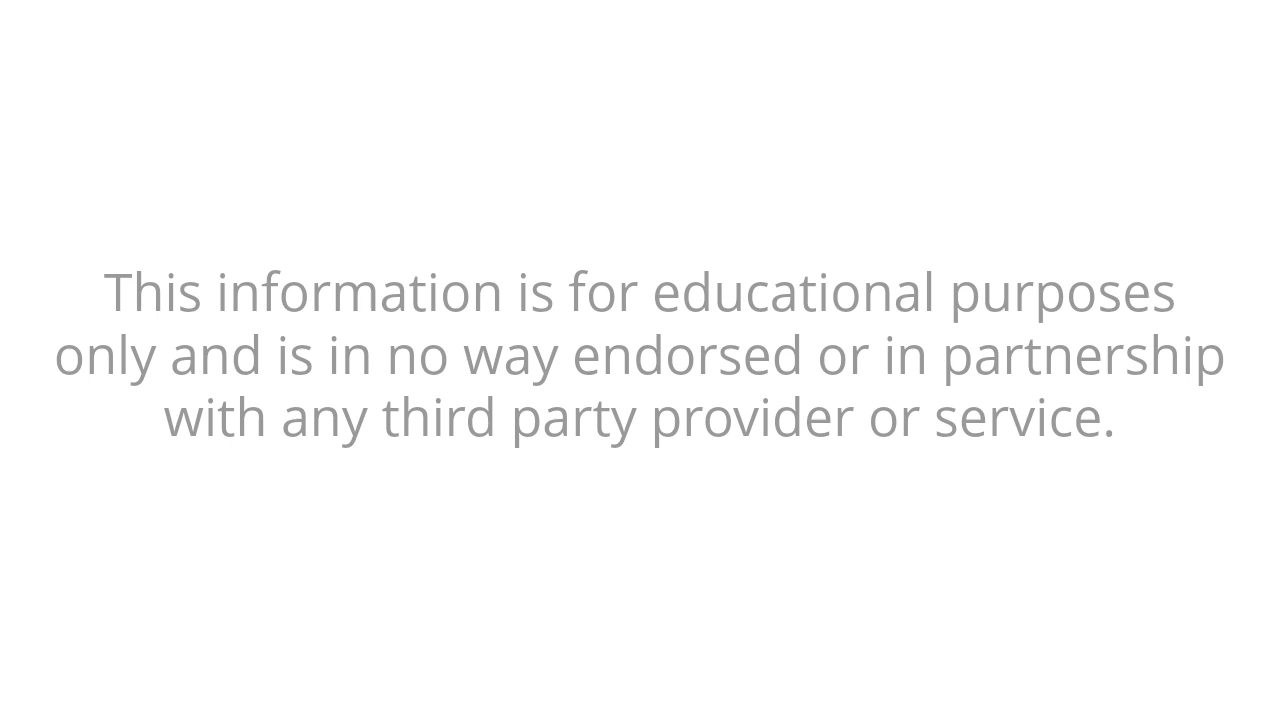 This information is for educational purposes
only and is in no way endorsed or in partnership
with any third party provider or service.